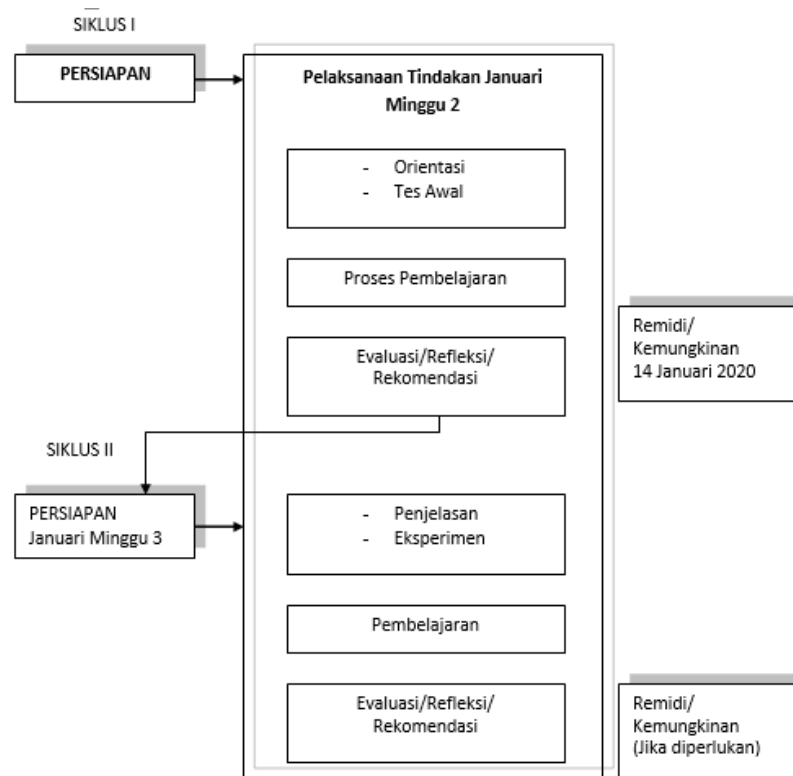 SIKLUS I
PERSIAPAN
Pelaksanaan Tindakan Januari
Minggu 2
- Orientasi
- Tes Awal
Proses Pembelajaran
Evaluasi/Refleksi/
Rekomendasi
Remidi/
Kemungkinan
14 Januari 2020
SIKLUS II
PERSIAPAN
Januari Minggu 3
- Penjelasan
- Eksperimen
Pembelajaran
Evaluasi/Refleksi/
Rekomendasi
Remidi/
Kemungkinan
(Jika diperlukan)